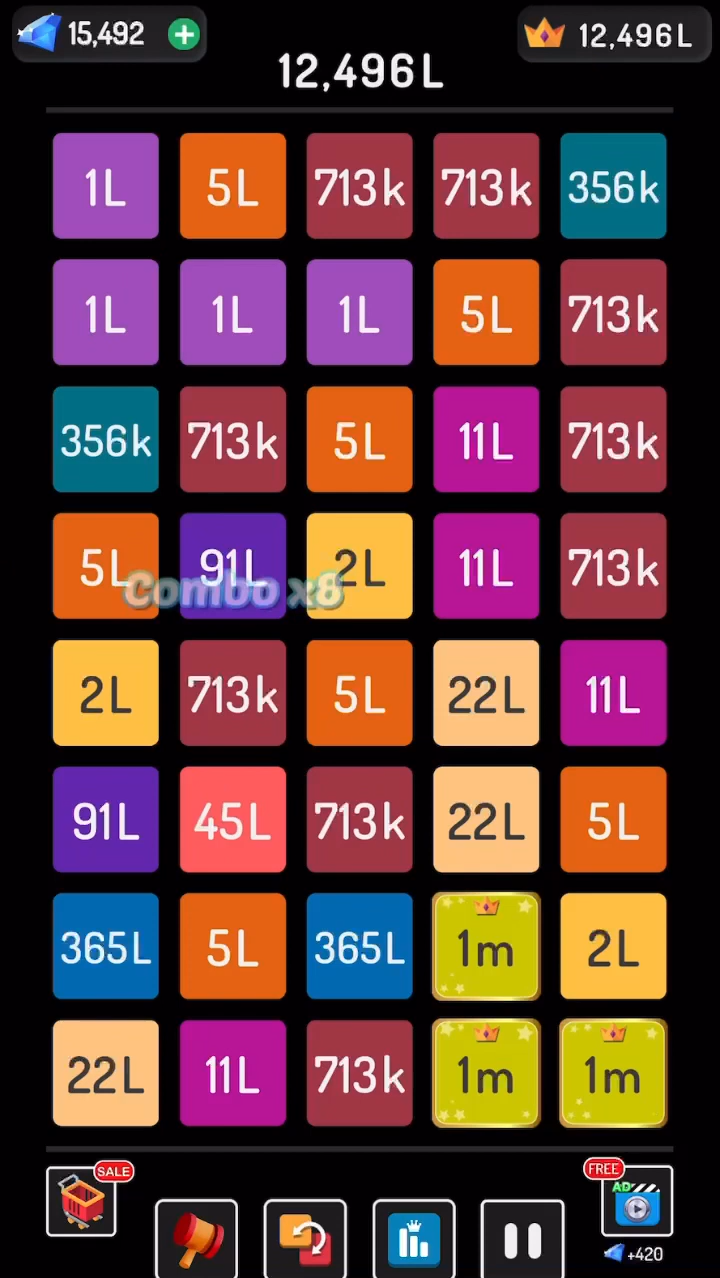 15,492
12,496L
12,496L
1L 5L 713k 713k 356k
1L 1L 1L 5L 713k
356k 713k 5L 11L 713k
5L 91L 2L 11L 713k
Combo x8
2L 713k 5L 22L 11L
91L 45L 713k 22L 5L
365L 5L 365L 1m 2L
22L 11L 713k 1m 1m
SALE
FREE
AD
+420